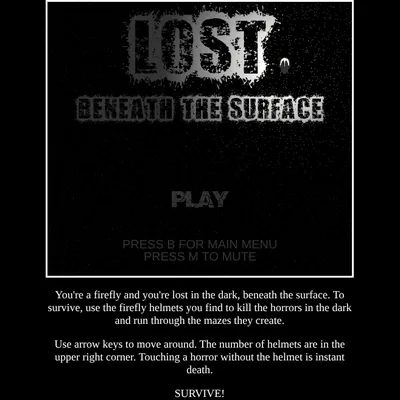 LOST
BENEATH THE SURFACE
PLAY
PRESS B FOR MAIN MENU
PRESS M TO MUTE
You're a firefly and you're lost in the dark, beneath the surface. To
survive, use the firefly helmets you find to kill the horrors in the dark
and run through the mazes they create.
Use arrow keys to move around. The number of helmets are in the
upper right corner. Touching a horror without the helmet is instant
death.
SURVIVE!